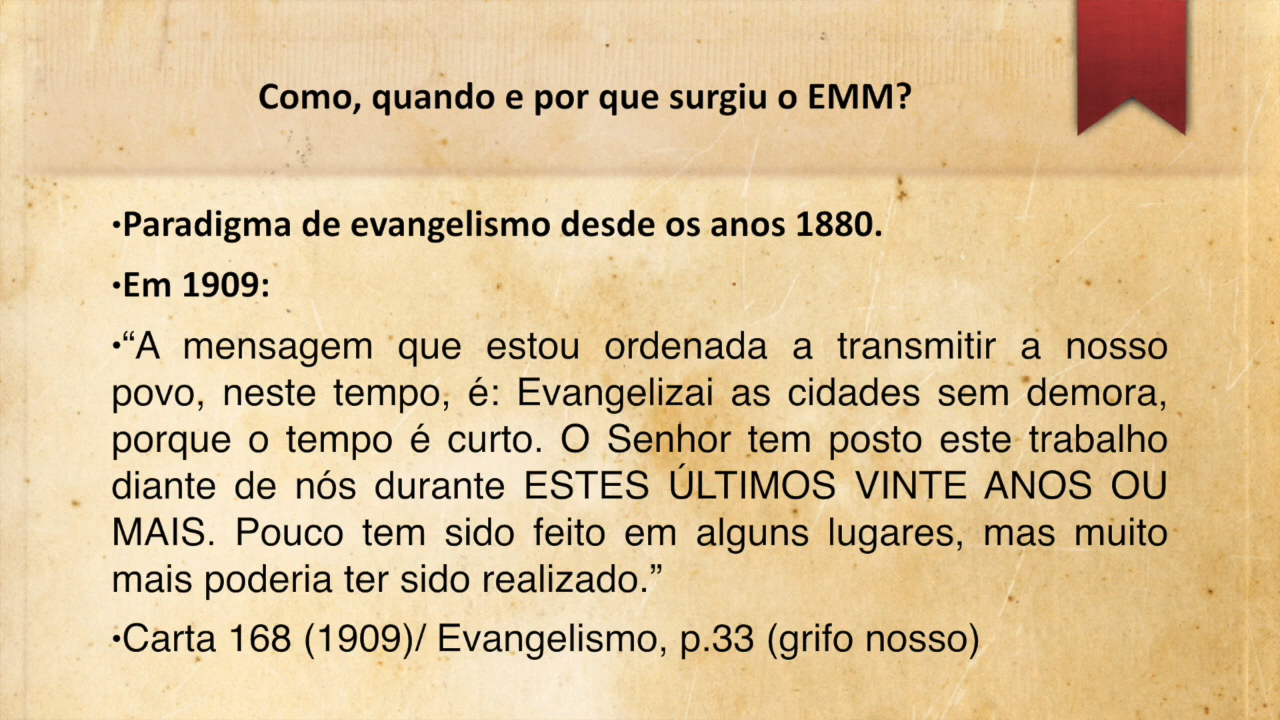 Como, quando e por que surgiu o EMM?
•Paradigma de evangelismo desde os anos 1880.
•Em 1909:
•“A mensagem que estou ordenada a transmitir a nosso
povo, neste tempo, é: Evangelizai as cidades sem demora,
porque o tempo é curto. O Senhor tem posto este trabalho
diante de nós durante ESTES ÚLTIMOS VINTE ANOS OU
MAIS. Pouco tem sido feito em alguns lugares, mas muito
mais poderia ter sido realizado.”
•Carta 168 (1909)/ Evangelismo, p.33 (grifo nosso)